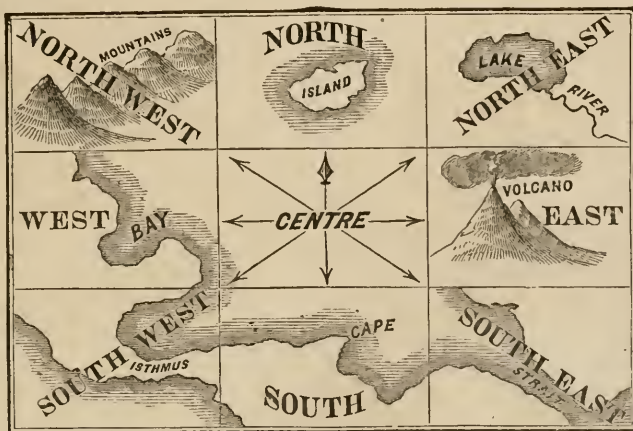 MOUNTAINS
NORTH WEST
NORTH
ISLAND
LAKE
NORTH EAST
RIVER
WEST
BAY
CENTRE
VOLCANO
EAST
SOUTH WEST
ISTHMUS
CAPE
SOUTH
SOUTH EAST
STRAIT